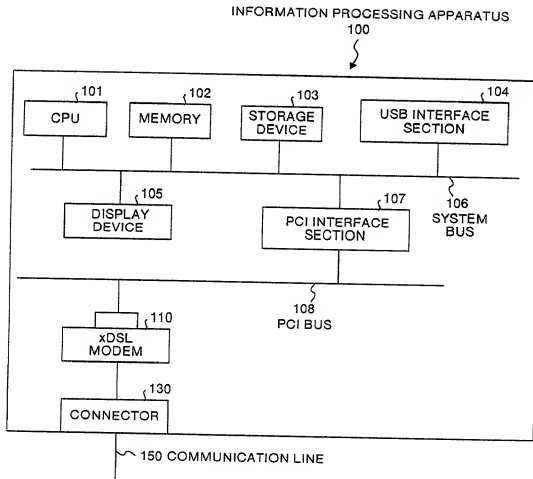 INFORMATION PROCESSING APPARATUS
100
101
102
103
104
CPU
MEMORY
STORAGE
DEVICE
USB INTERFACE
SECTION
105
107
106
SYSTEM
BUS
DISPLAY
DEVICE
PCI INTERFACE
SECTION
108
PCI BUS
110
xDSL
MODEM
130
CONNECTOR
150 COMMUNICATION LINE